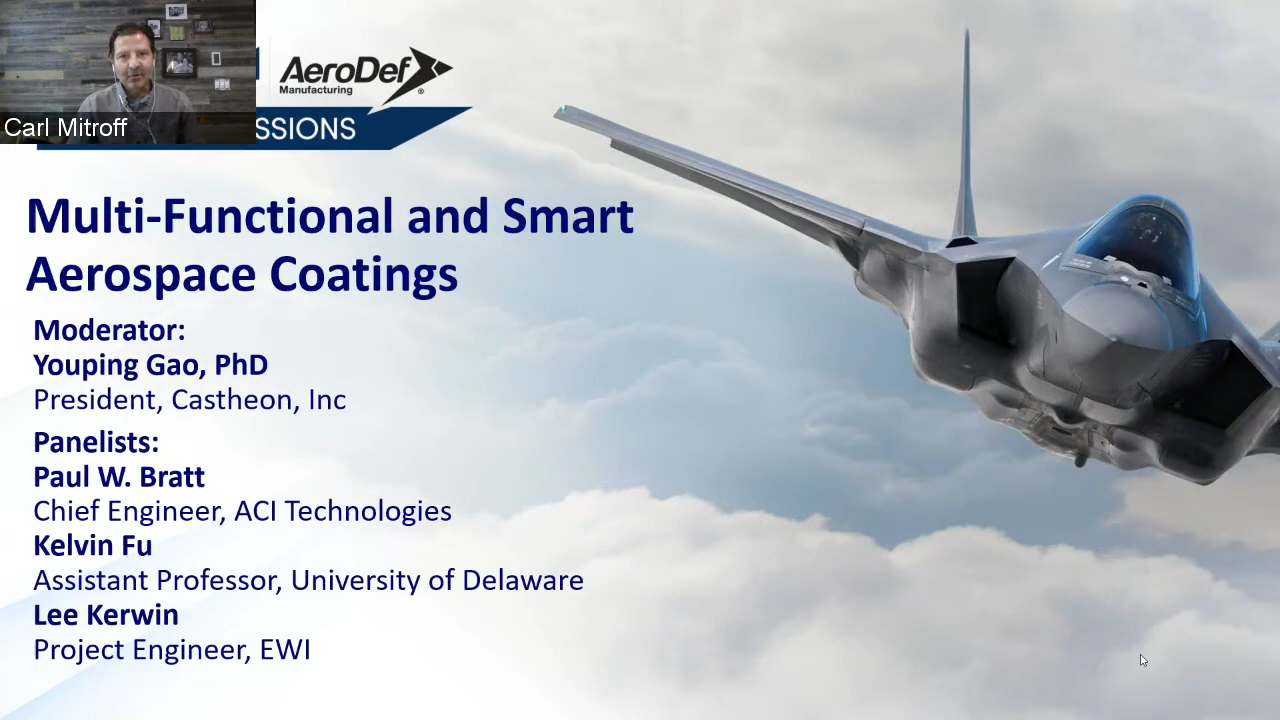 AeroDef
Manufacturing
®
Carl Mitroff
SSIONS
Multi-Functional and Smart
Aerospace Coatings
Moderator:
Youping Gao, PhD
President, Castheon, Inc
Panelists:
Paul W. Bratt
Chief Engineer, ACI Technologies
Kelvin Fu
Assistant Professor, University of Delaware
Lee Kerwin
Project Engineer, EWI